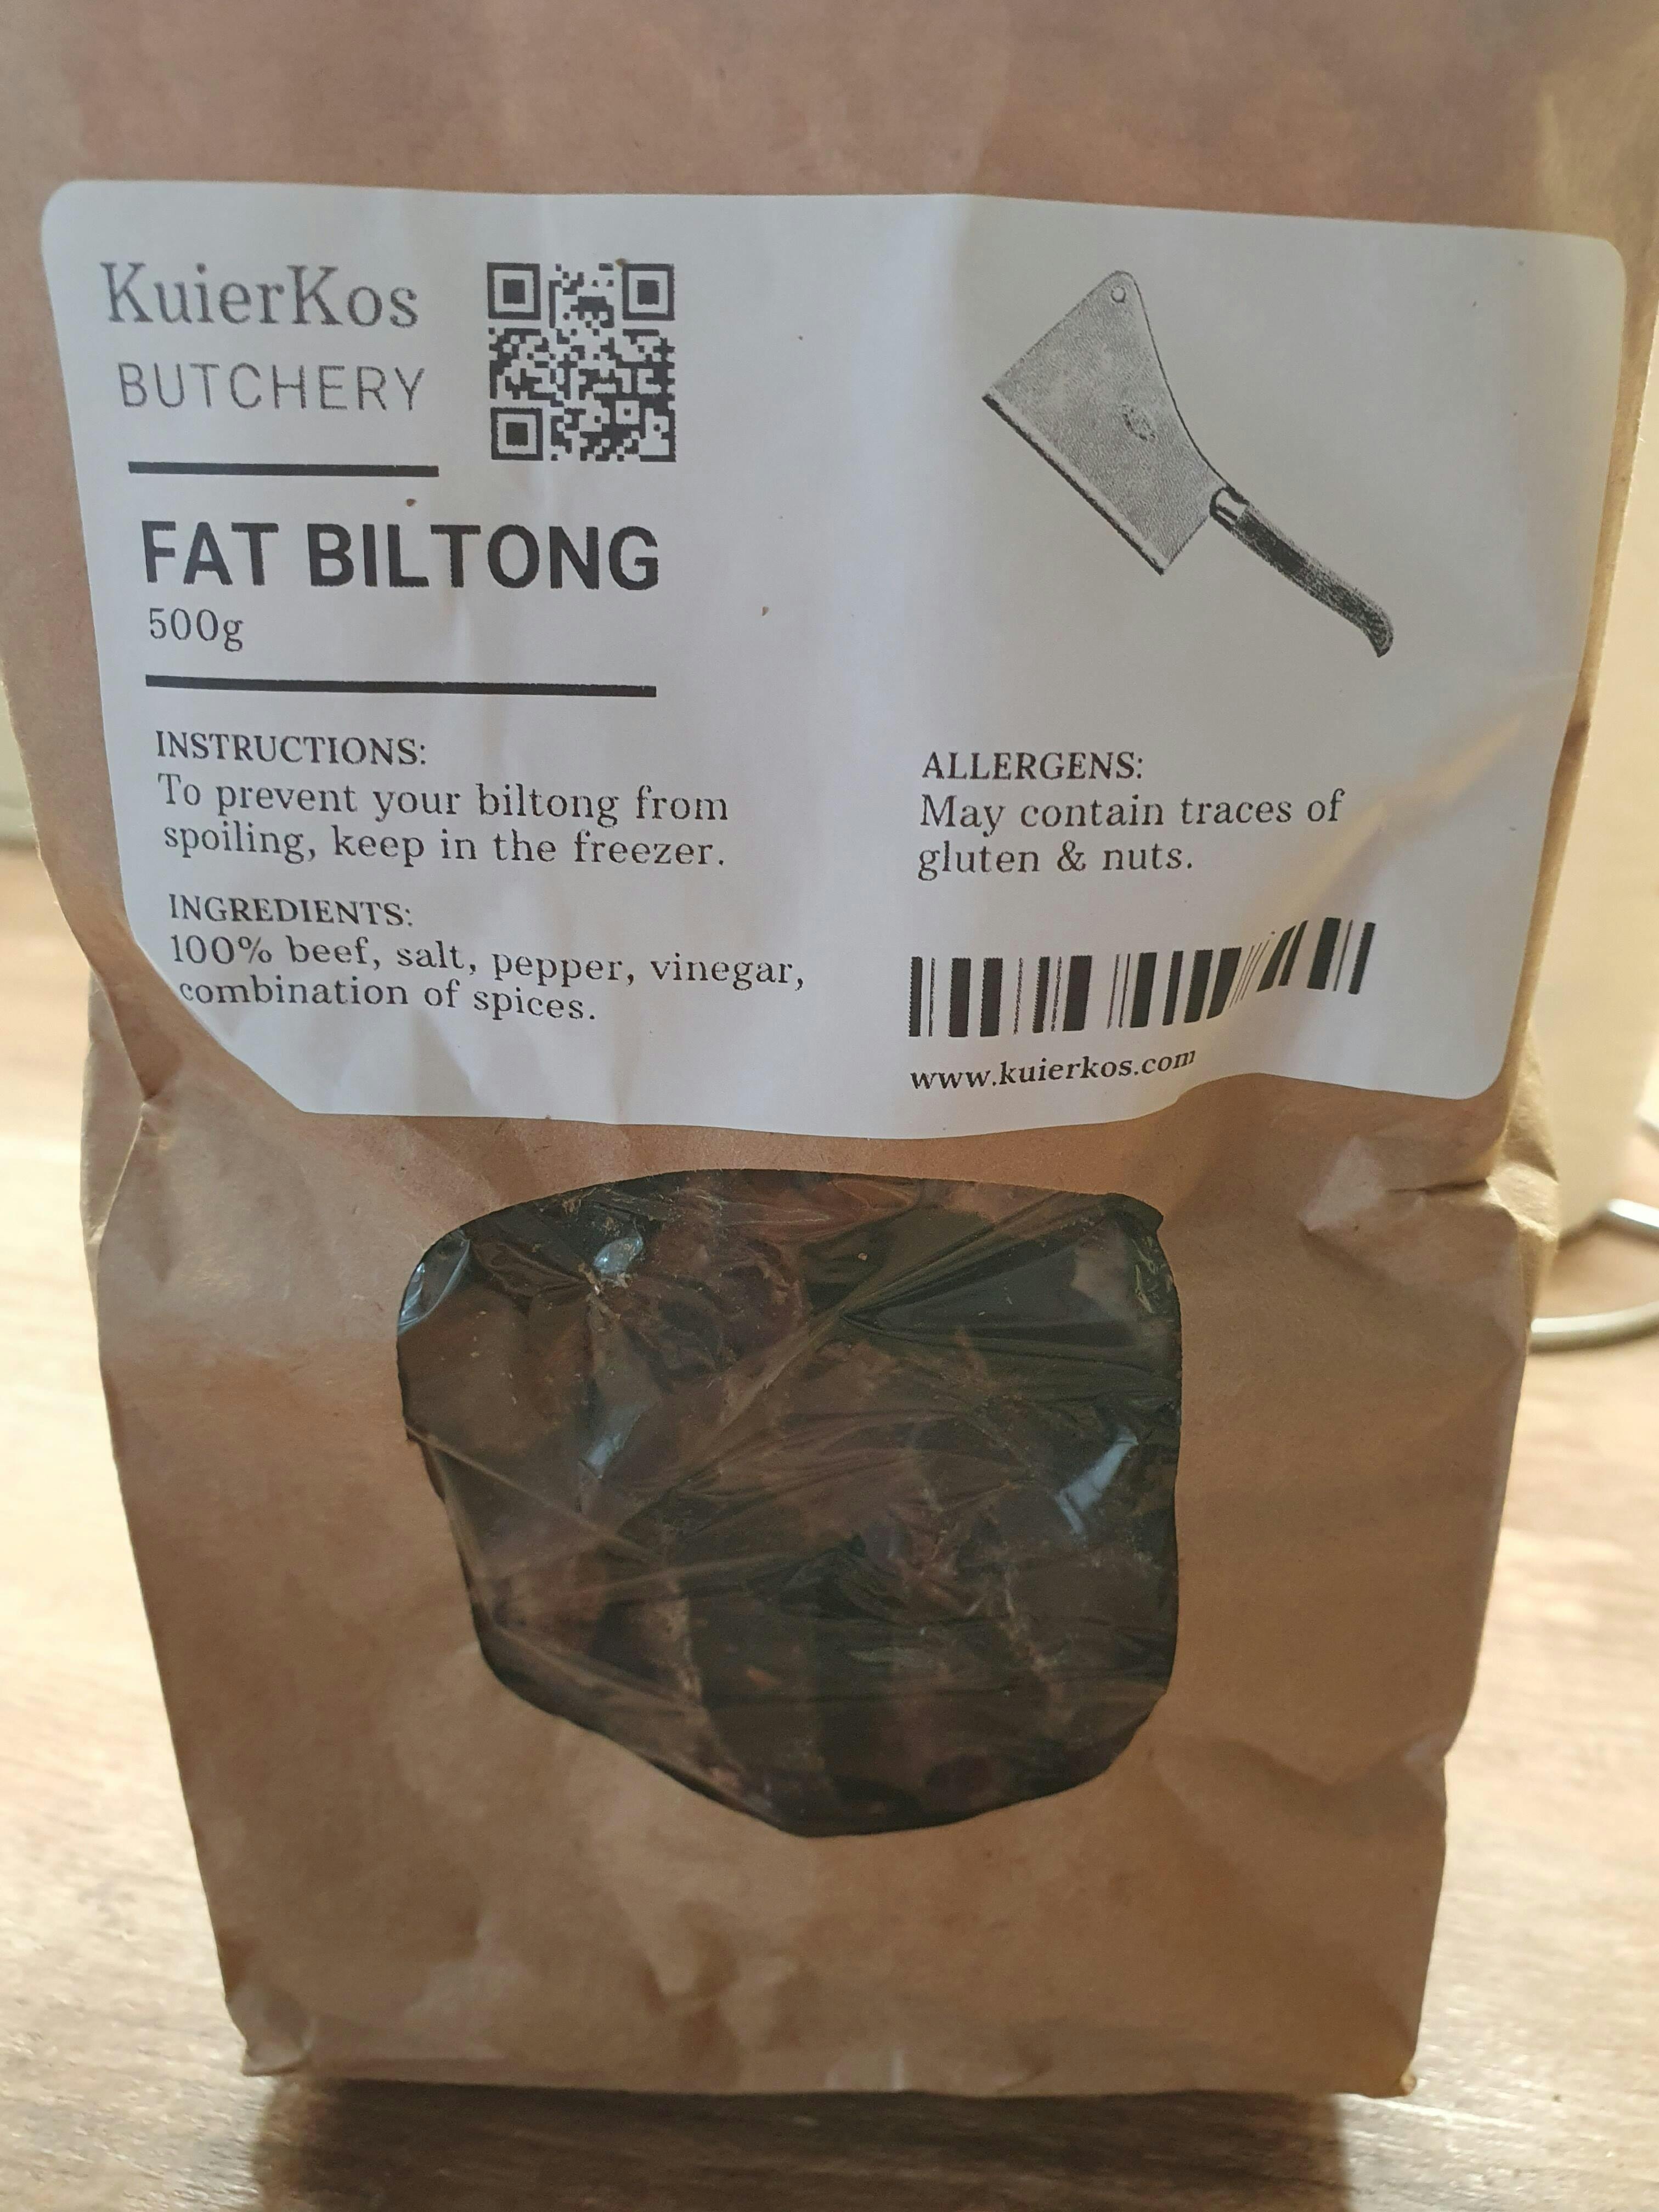 KuierKos
BUTCHERY
FAT BILTONG
500g
INSTRUCTIONS:
To prevent your biltong from
spoiling, keep in the freezer.
INGREDIENTS:
100% beef, salt, pepper, vinegar,
combination of spices.
ALLERGENS:
May contain traces of
gluten & nuts.
www.kuierkos.com